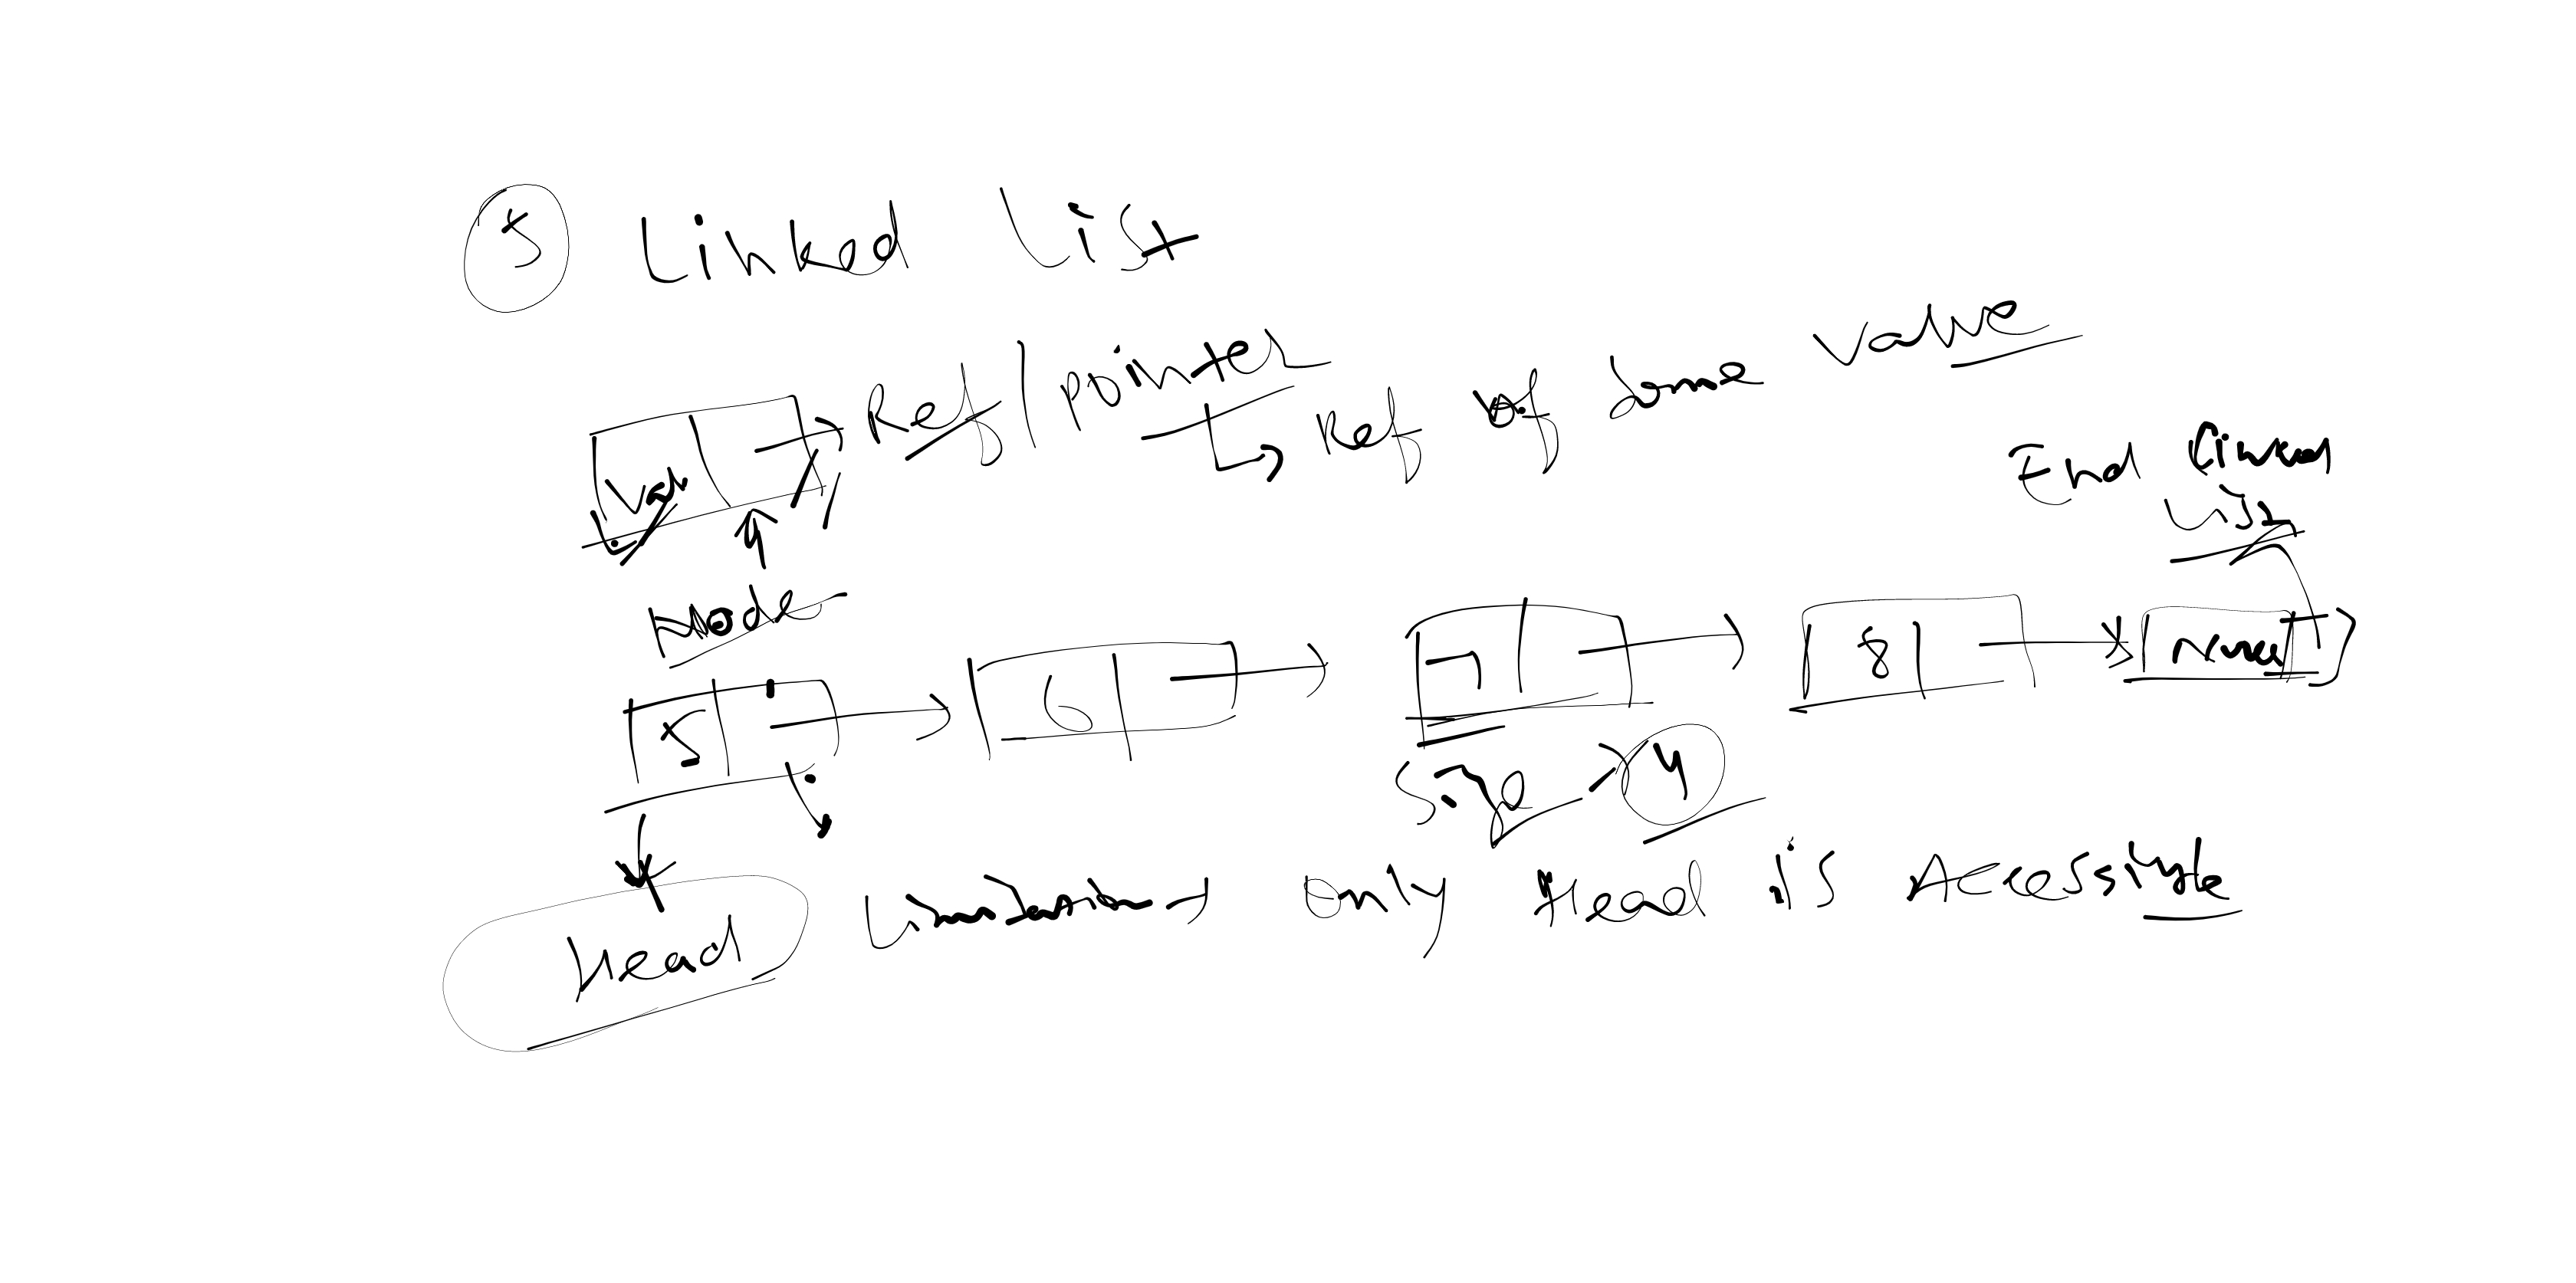 5 Linked List
Val Ref/pointer Ref of some value
Node
End Linked
List
5 6 7 8
Size 4
Head
Limitation only Head is Accessible